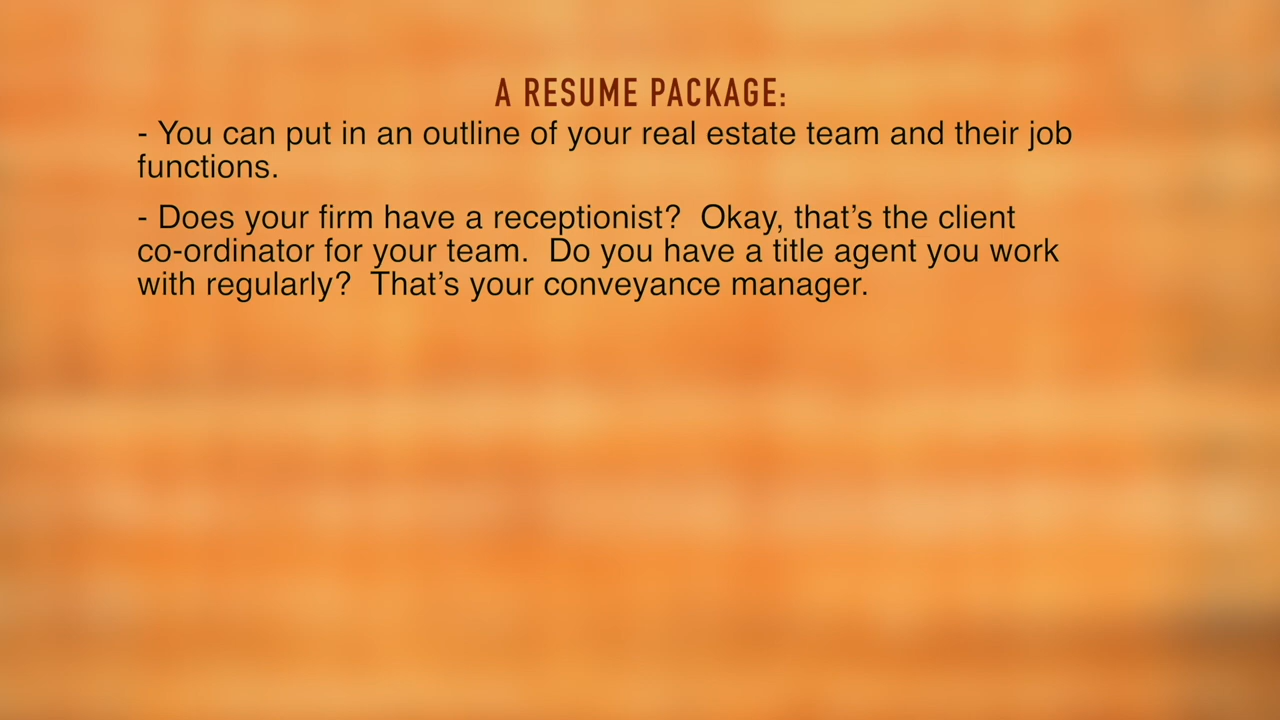 A RESUME PACKAGE:
- You can put in an outline of your real estate team and their job
functions.
- Does your firm have a receptionist?  Okay, that’s the client
co-ordinator for your team.  Do you have a title agent you work
with regularly?  That’s your conveyance manager.